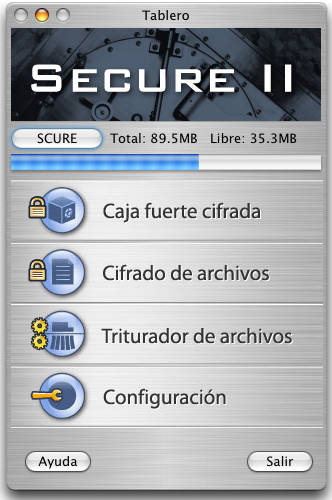 Tablero
SECURE II
SCURE Total: 89.5MB Libre: 35.3MB
Caja fuerte cifrada
Cifrado de archivos
Triturador de archivos
Configuración
Ayuda Salir